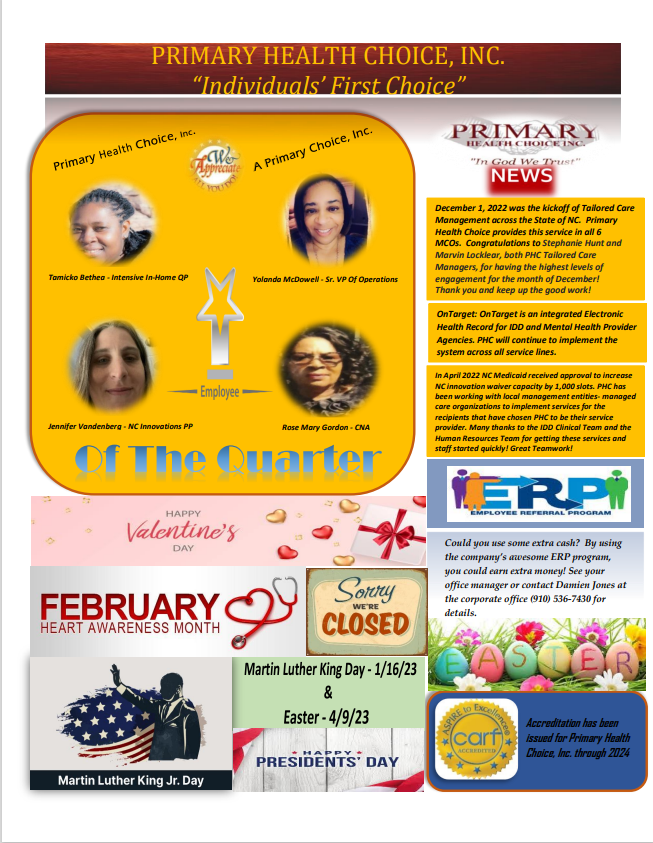 PRIMARY HEALTH CHOICE, INC.
“Individuals’ First Choice”
Primary Health Choice, Inc.
We
Appreciate
A Primary Choice, Inc.
Tamicko Bethea - Intensive In-Home QP
Yolanda McDowell - Sr. VP Of Operations
Employee
Jennifer Vandenberg - NC Innovations PP
Rose Mary Gordon - CNA
Of The Quarter
PRIMARY
HEALTH CHOICE INC.
"In God We Trust"
NEWS
December 1, 2022 was the kickoff of Tailored Care
Management across the State of NC. Primary
Health Choice provides this service in all 6
MCOs. Congratulations to Stephanie Hunt and
Marvin Locklear, both PHC Tailored Care
Managers, for having the highest levels of
engagement for the month of December!
Thank you and keep up the good work!
OnTarget: OnTarget is an integrated Electronic
Health Record for IDD and Mental Health Provider
Agencies. PHC will continue to implement the
system across all service lines.
In April 2022 NC Medicaid received approval to increase
NC innovation waiver capacity by 1,000 slots. PHC has
been working with local management entities- managed
care organizations to implement services for the
recipients that have chosen PHC to be their service
provider. Many thanks to the IDD Clinical Team and the
Human Resources Team for getting these services and
staff started quickly! Great Teamwork!
ERP
EMPLOYEE REFERRAL PROGRAM
Could you use some extra cash? By using
the company's awesome ERP program,
you could earn extra money! See your
office manager or contact Damien Jones at
the corporate office (910) 536-7430 for
details.
EASTER
ASPIRE to Excellence
carf
ACCREDITED
Accreditation has been
issued for Primary Health
Choice, Inc. through 2024
HAPPY
Valentine's
DAY
FEBRUARY
HEART AWARENESS MONTH
Sorry
WE'RE
CLOSED
Martin Luther King Jr. Day
Martin Luther King Day - 1/16/23
&
Easter - 4/9/23
HAPPY
PRESIDENTS' DAY